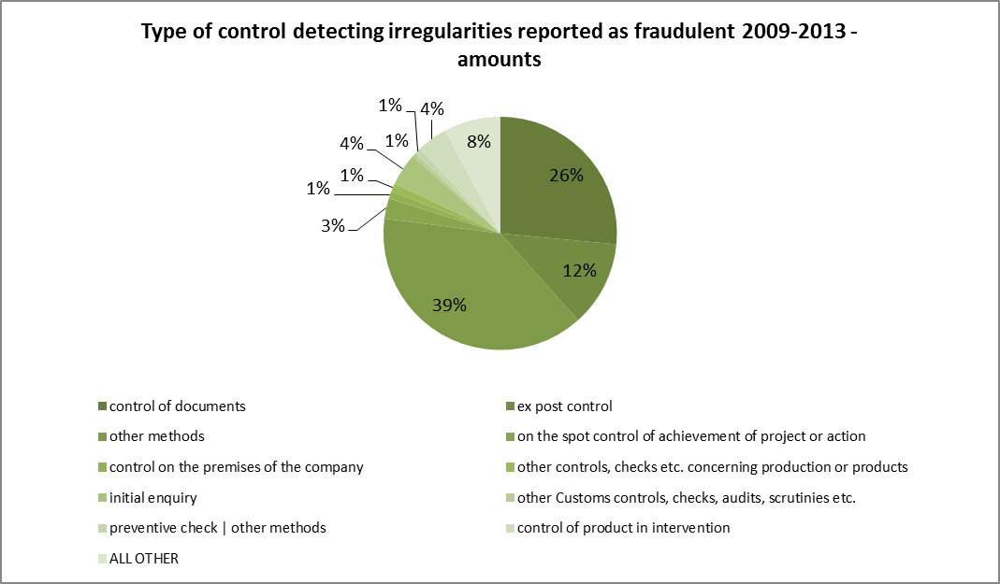 Type of control detecting irregularities reported as fraudulent 2009-2013 -
amounts
1%
4%
8%
4%
1%
26%
1%
1%
3%
12%
39%
control of documents
ex post control
other methods
on the spot control of achievement of project or action
control on the premises of the company
other controls, checks etc. concerning production or products
initial enquiry
other Customs controls, checks, audits, scrutinies etc.
preventive check | other methods
control of product in intervention
ALL OTHER